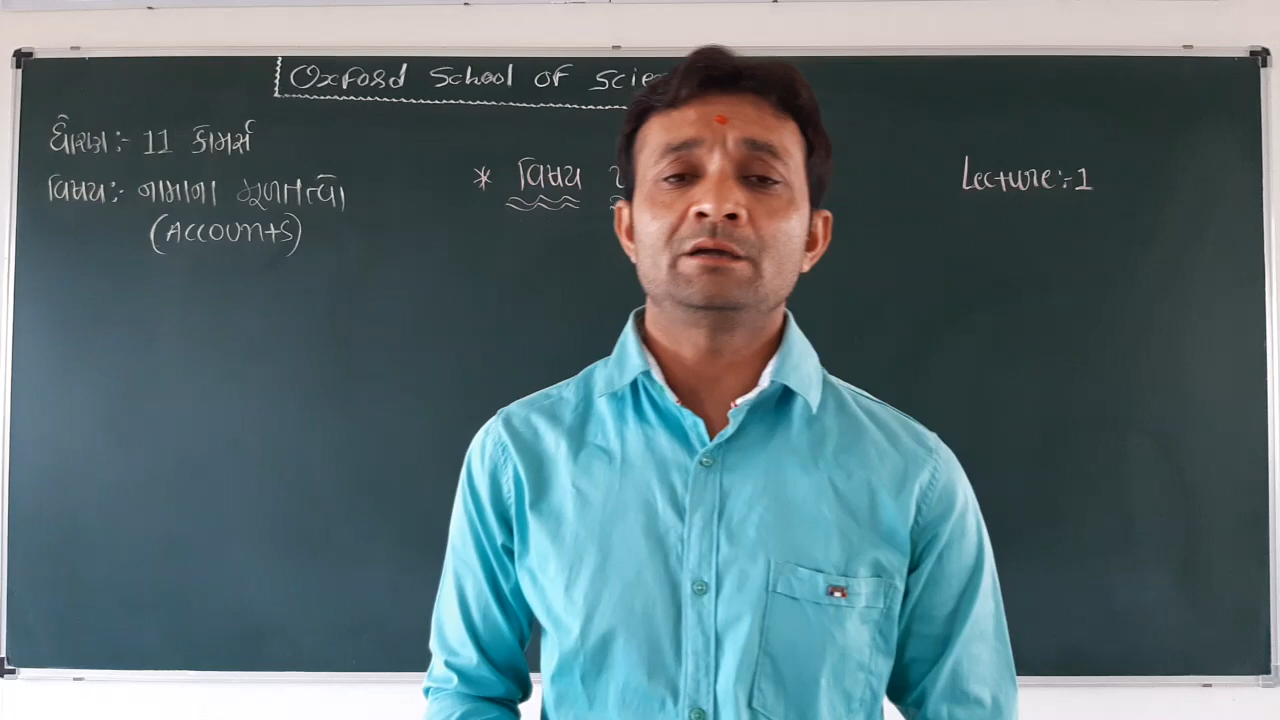 Oxford School of Scie
ધોરણ :- 11 કોમર્સ
વિષય :- નામાના મૂળતત્વો
(Accounts)
* વિષય
Lecture :- 1